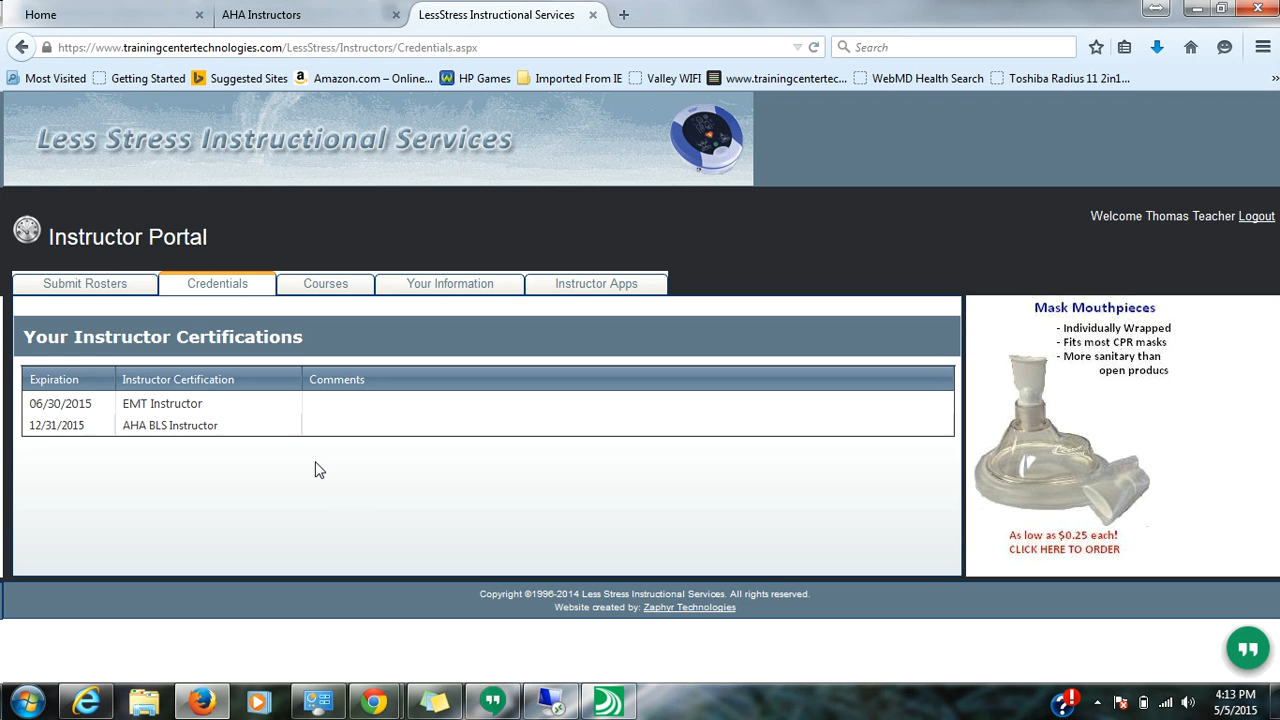 Home
AHA Instructors
LessStress Instructional Services
https://www.trainingcentertechnologies.com/LessStress/Instructors/Credentials.aspx
Search
Most Visited
Getting Started
Suggested Sites
Amazon.com – Online...
HP Games
Imported From IE
Valley WIFI
www.trainingcentertec...
WebMD Health Search
Toshiba Radius 11 2in1...
Less Stress Instructional Services
Welcome Thomas Teacher Logout
Instructor Portal
Submit Rosters
Credentials
Courses
Your Information
Instructor Apps
Your Instructor Certifications
Expiration Instructor Certification Comments
06/30/2015 EMT Instructor
12/31/2015 AHA BLS Instructor
Mask Mouthpieces
- Individually Wrapped
- Fits most CPR masks
- More sanitary than
open producs
As low as $0.25 each!
CLICK HERE TO ORDER
Copyright ©1996-2014 Less Stress Instructional Services. All rights reserved.
Website created by: Zaphyr Technologies
4:13 PM
5/5/2015